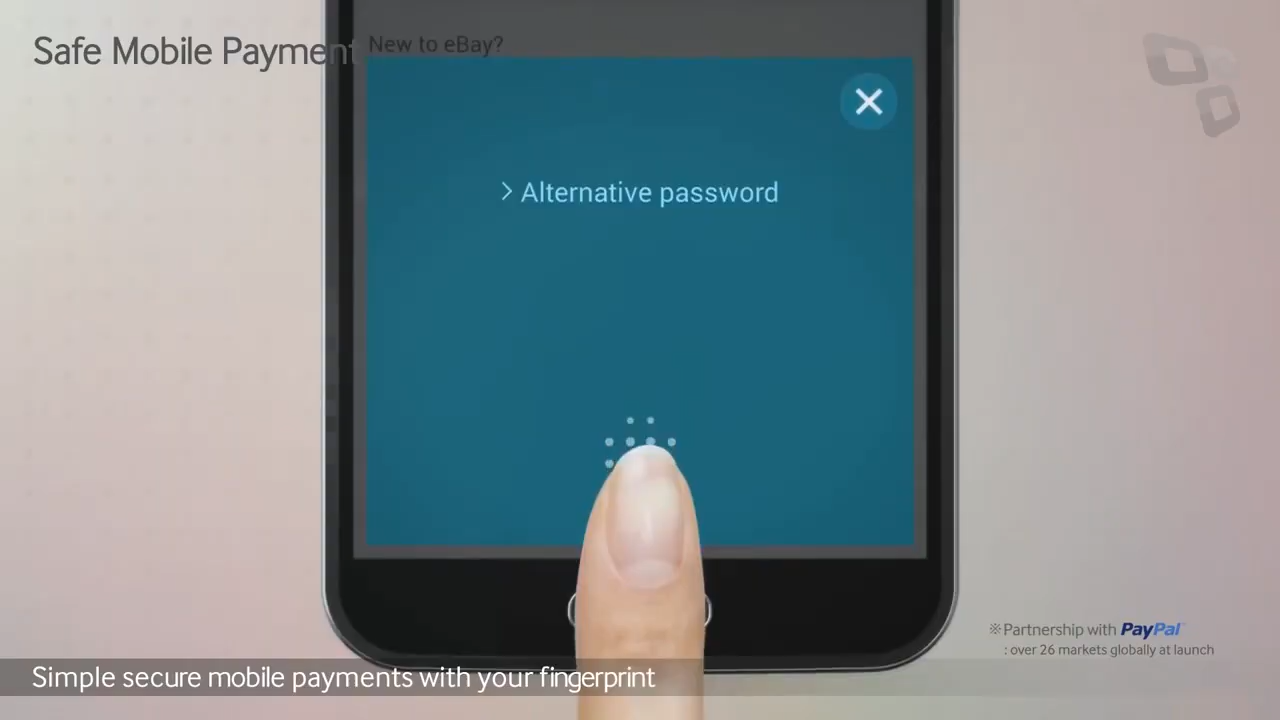 Safe Mobile Payment
New to eBay?
> Alternative password
※Partnership with PayPal
: over 26 markets globally at launch
Simple secure mobile payments with your fingerprint